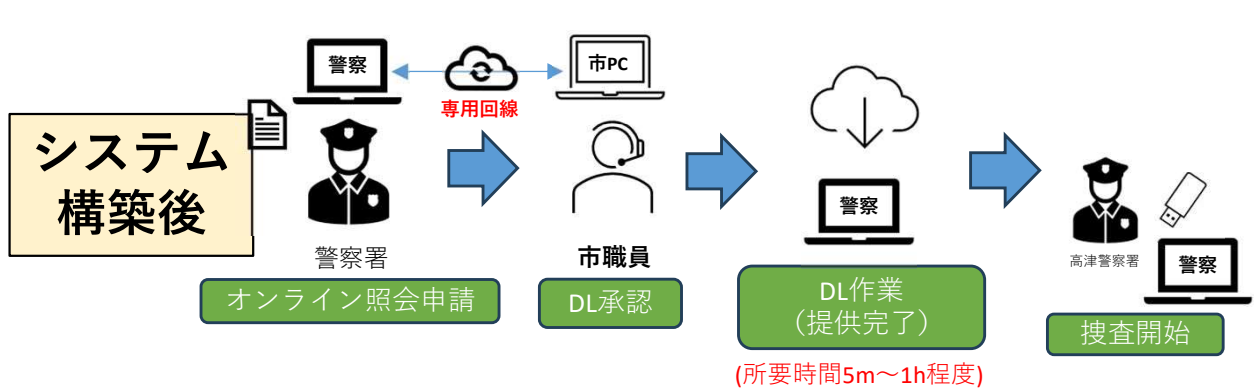 システム
構築後
警察
専用回線
市PC
警察署
オンライン照会申請
市職員
DL承認
警察
DL作業
（提供完了）
(所要時間5m～1h程度)
高津警察署
警察
捜査開始